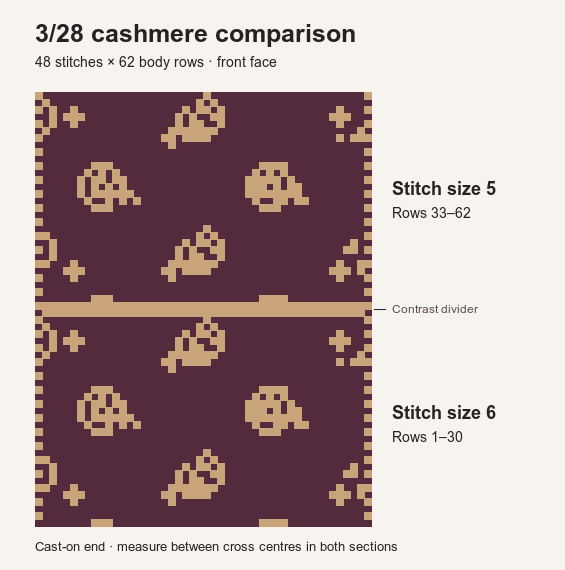 3/28 cashmere comparison
48 stitches × 62 body rows · front face
Stitch size 5
Rows 33–62
Contrast divider
Stitch size 6
Rows 1–30
Cast-on end · measure between cross centres in both sections